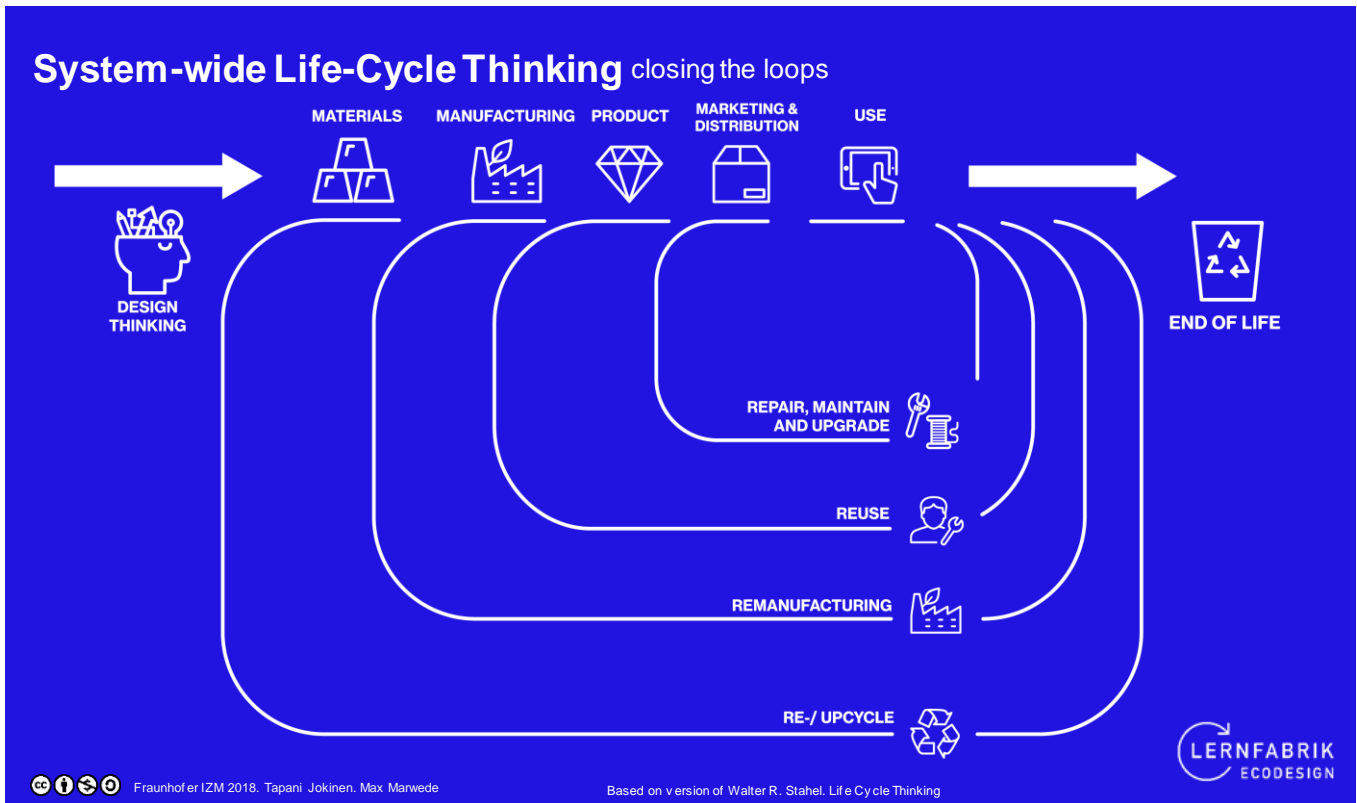 System-wide Life-Cycle Thinking closing the loops
MATERIALS
MANUFACTURING
PRODUCT
MARKETING &
DISTRIBUTION
USE
DESIGN
THINKING
END OF LIFE
REPAIR, MAINTAIN
AND UPGRADE
REUSE
REMANUFACTURING
RE-/ UPCYCLE
LERNFABRIK
ECODESIGN
cc
Fraunhofer IZM 2018. Tapani Jokinen. Max Marwede
Based on version of Walter R. Stahel. Life Cycle Thinking